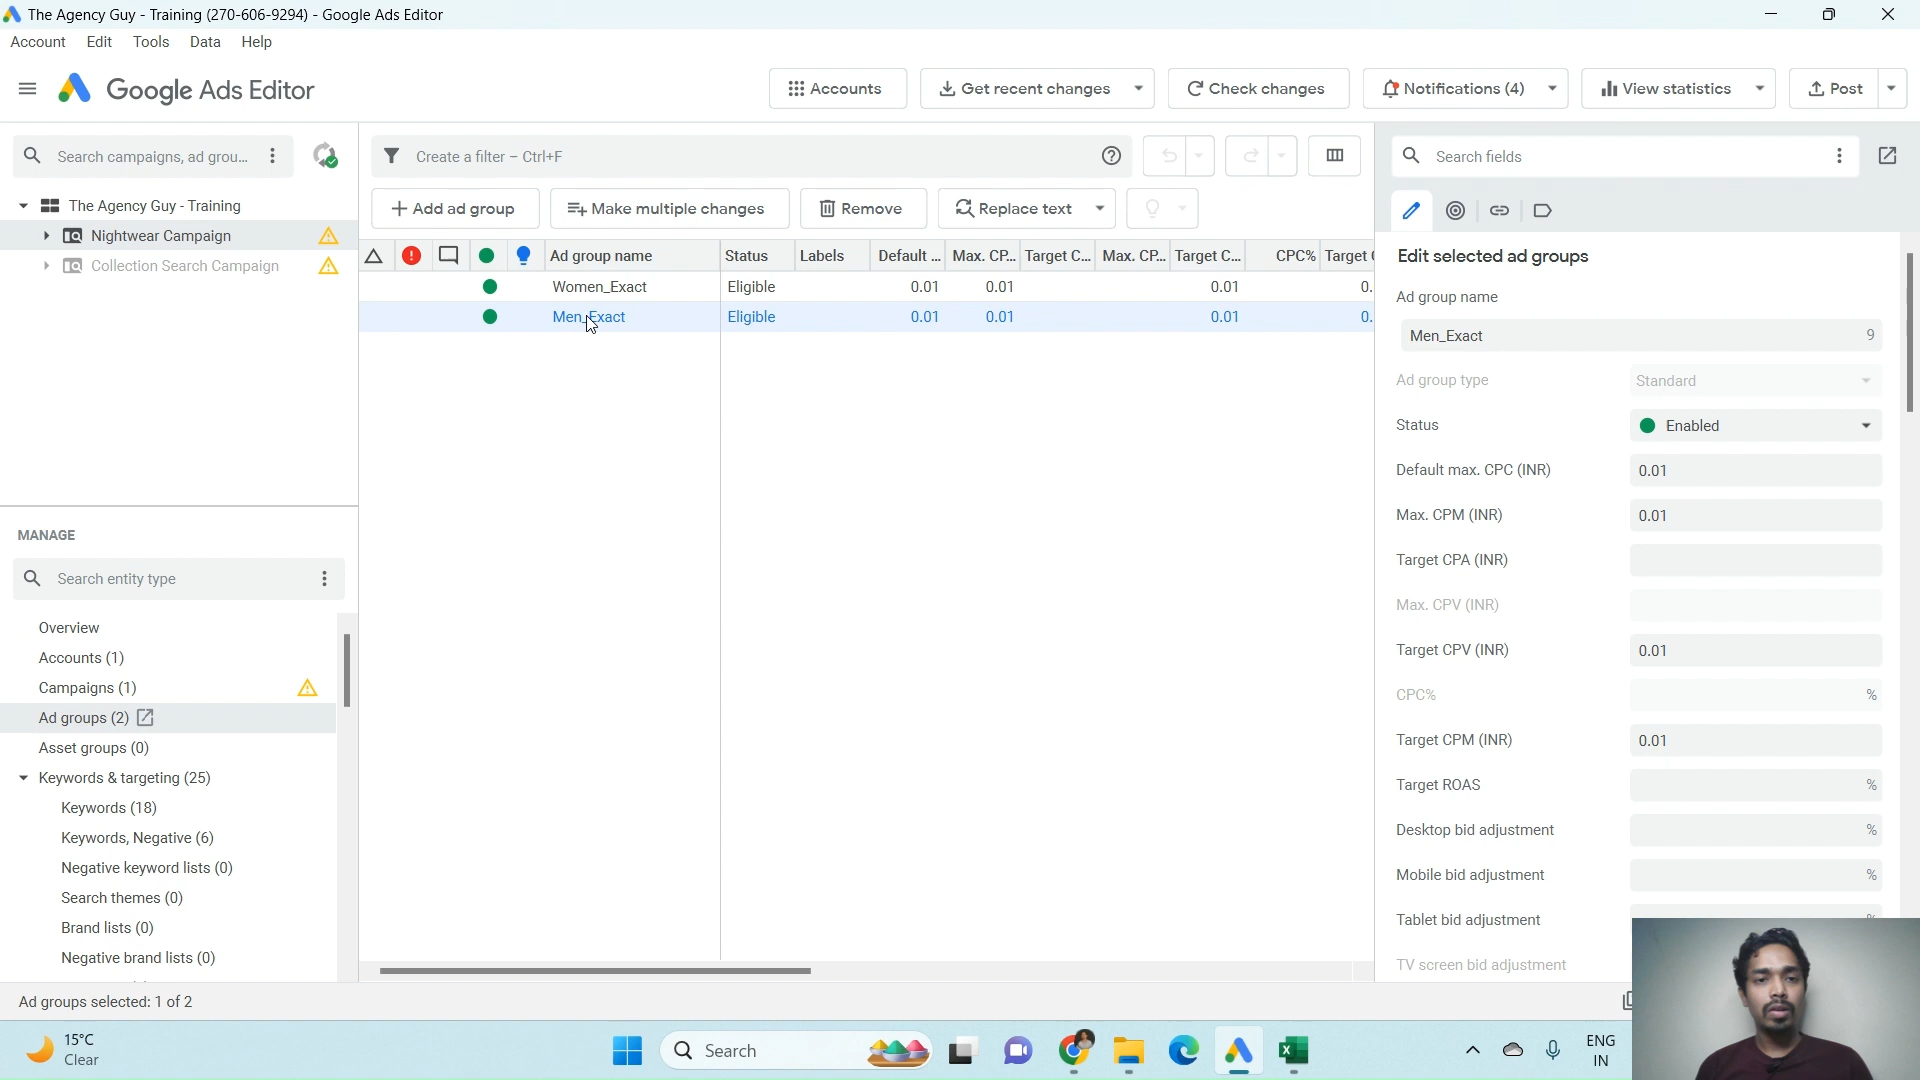 The Agency Guy - Training (270-606-9294) - Google Ads Editor
Account Edit Tools Data Help
Google Ads Editor
Accounts
Get recent changes
Check changes
Notifications (4)
View statistics
Post
Search campaigns, ad grou...
The Agency Guy - Training
Nightwear Campaign
Collection Search Campaign
MANAGE
Search entity type
Overview
Accounts (1)
Campaigns (1)
Ad groups (2)
Asset groups (0)
Keywords & targeting (25)
Keywords (18)
Keywords, Negative (6)
Negative keyword lists (0)
Search themes (0)
Brand lists (0)
Negative brand lists (0)
Create a filter – Ctrl+F
Add ad group
Make multiple changes
Remove
Replace text
Ad group name Status Labels Default ... Max. CP... Target C... Max. CP... Target C... CPC% Target
Women_Exact Eligible 0.01 0.01 0.01 0.
Men_Exact Eligible 0.01 0.01 0.01 0.
Search fields
Edit selected ad groups
Ad group name
Men_Exact 9
Ad group type Standard
Status Enabled
Default max. CPC (INR) 0.01
Max. CPM (INR) 0.01
Target CPA (INR)
Max. CPV (INR)
Target CPV (INR) 0.01
CPC% %
Target CPM (INR) 0.01
Target ROAS %
Desktop bid adjustment %
Mobile bid adjustment %
Tablet bid adjustment
TV screen bid adjustment
Ad groups selected: 1 of 2
15°C
Clear
Search
ENG
IN